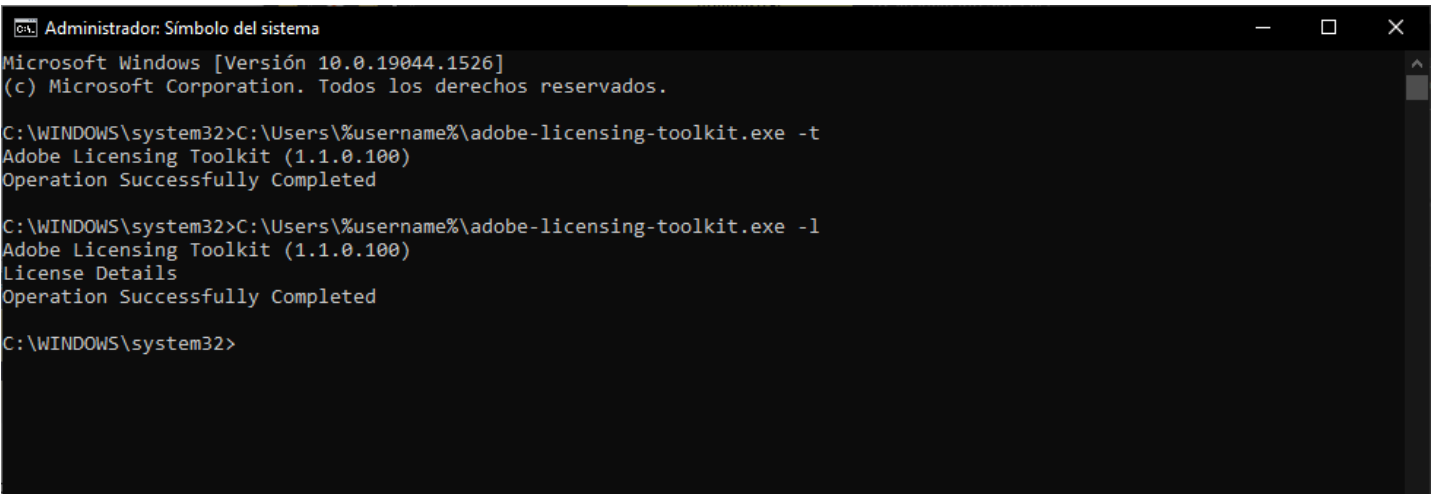 Administrador: Símbolo del sistema
Microsoft Windows [Versión 10.0.19044.1526]
(c) Microsoft Corporation. Todos los derechos reservados.
C:\WINDOWS\system32>C:\Users\%username%\adobe-licensing-toolkit.exe -t
Adobe Licensing Toolkit (1.1.0.100)
Operation Successfully Completed
C:\WINDOWS\system32>C:\Users\%username%\adobe-licensing-toolkit.exe -l
Adobe Licensing Toolkit (1.1.0.100)
License Details
Operation Successfully Completed
C:\WINDOWS\system32>